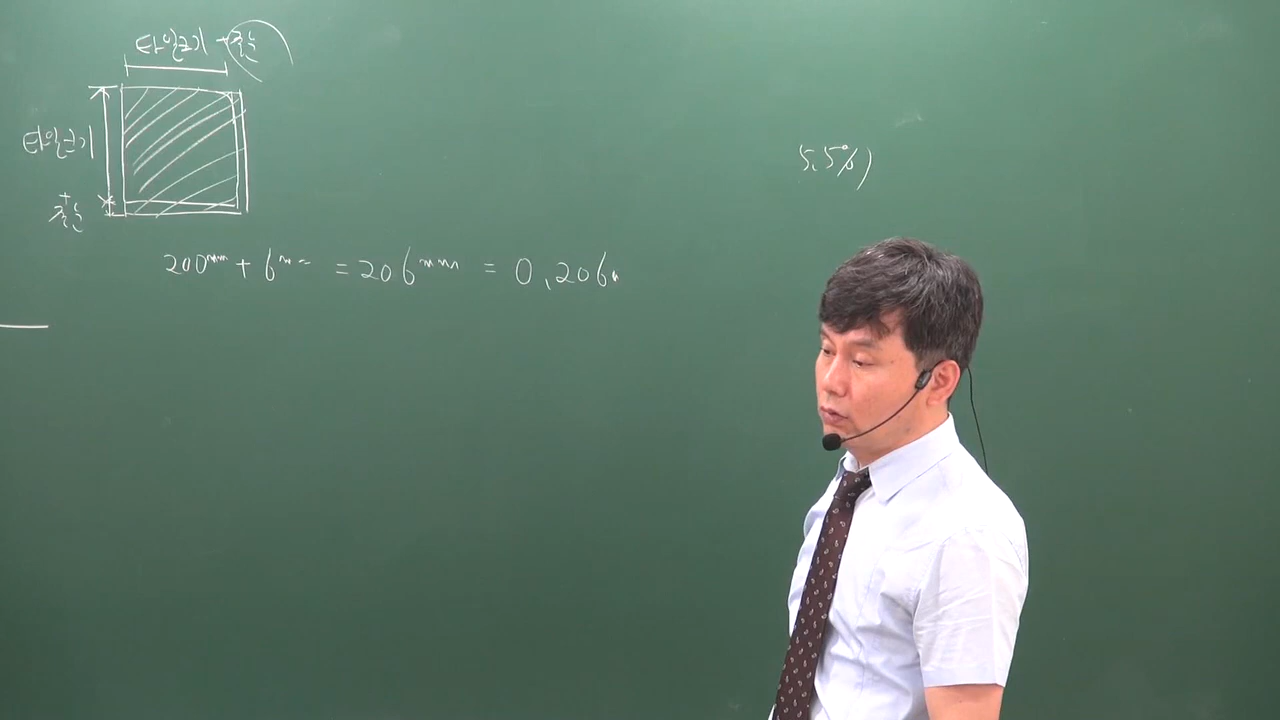 타일크기 + 줄눈
타일크기
+
줄눈
5.5%)
200mm + 6mm = 206mm = 0.206m